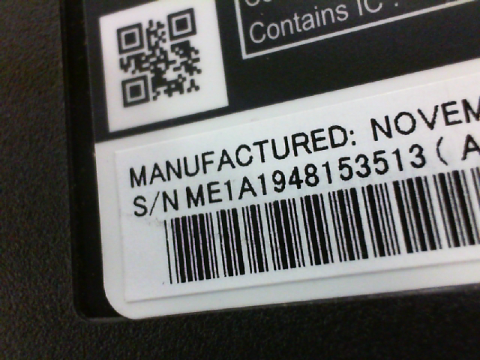 Contains IC :
MANUFACTURED: NOVEM
S/N ME1A1948153513 ( A